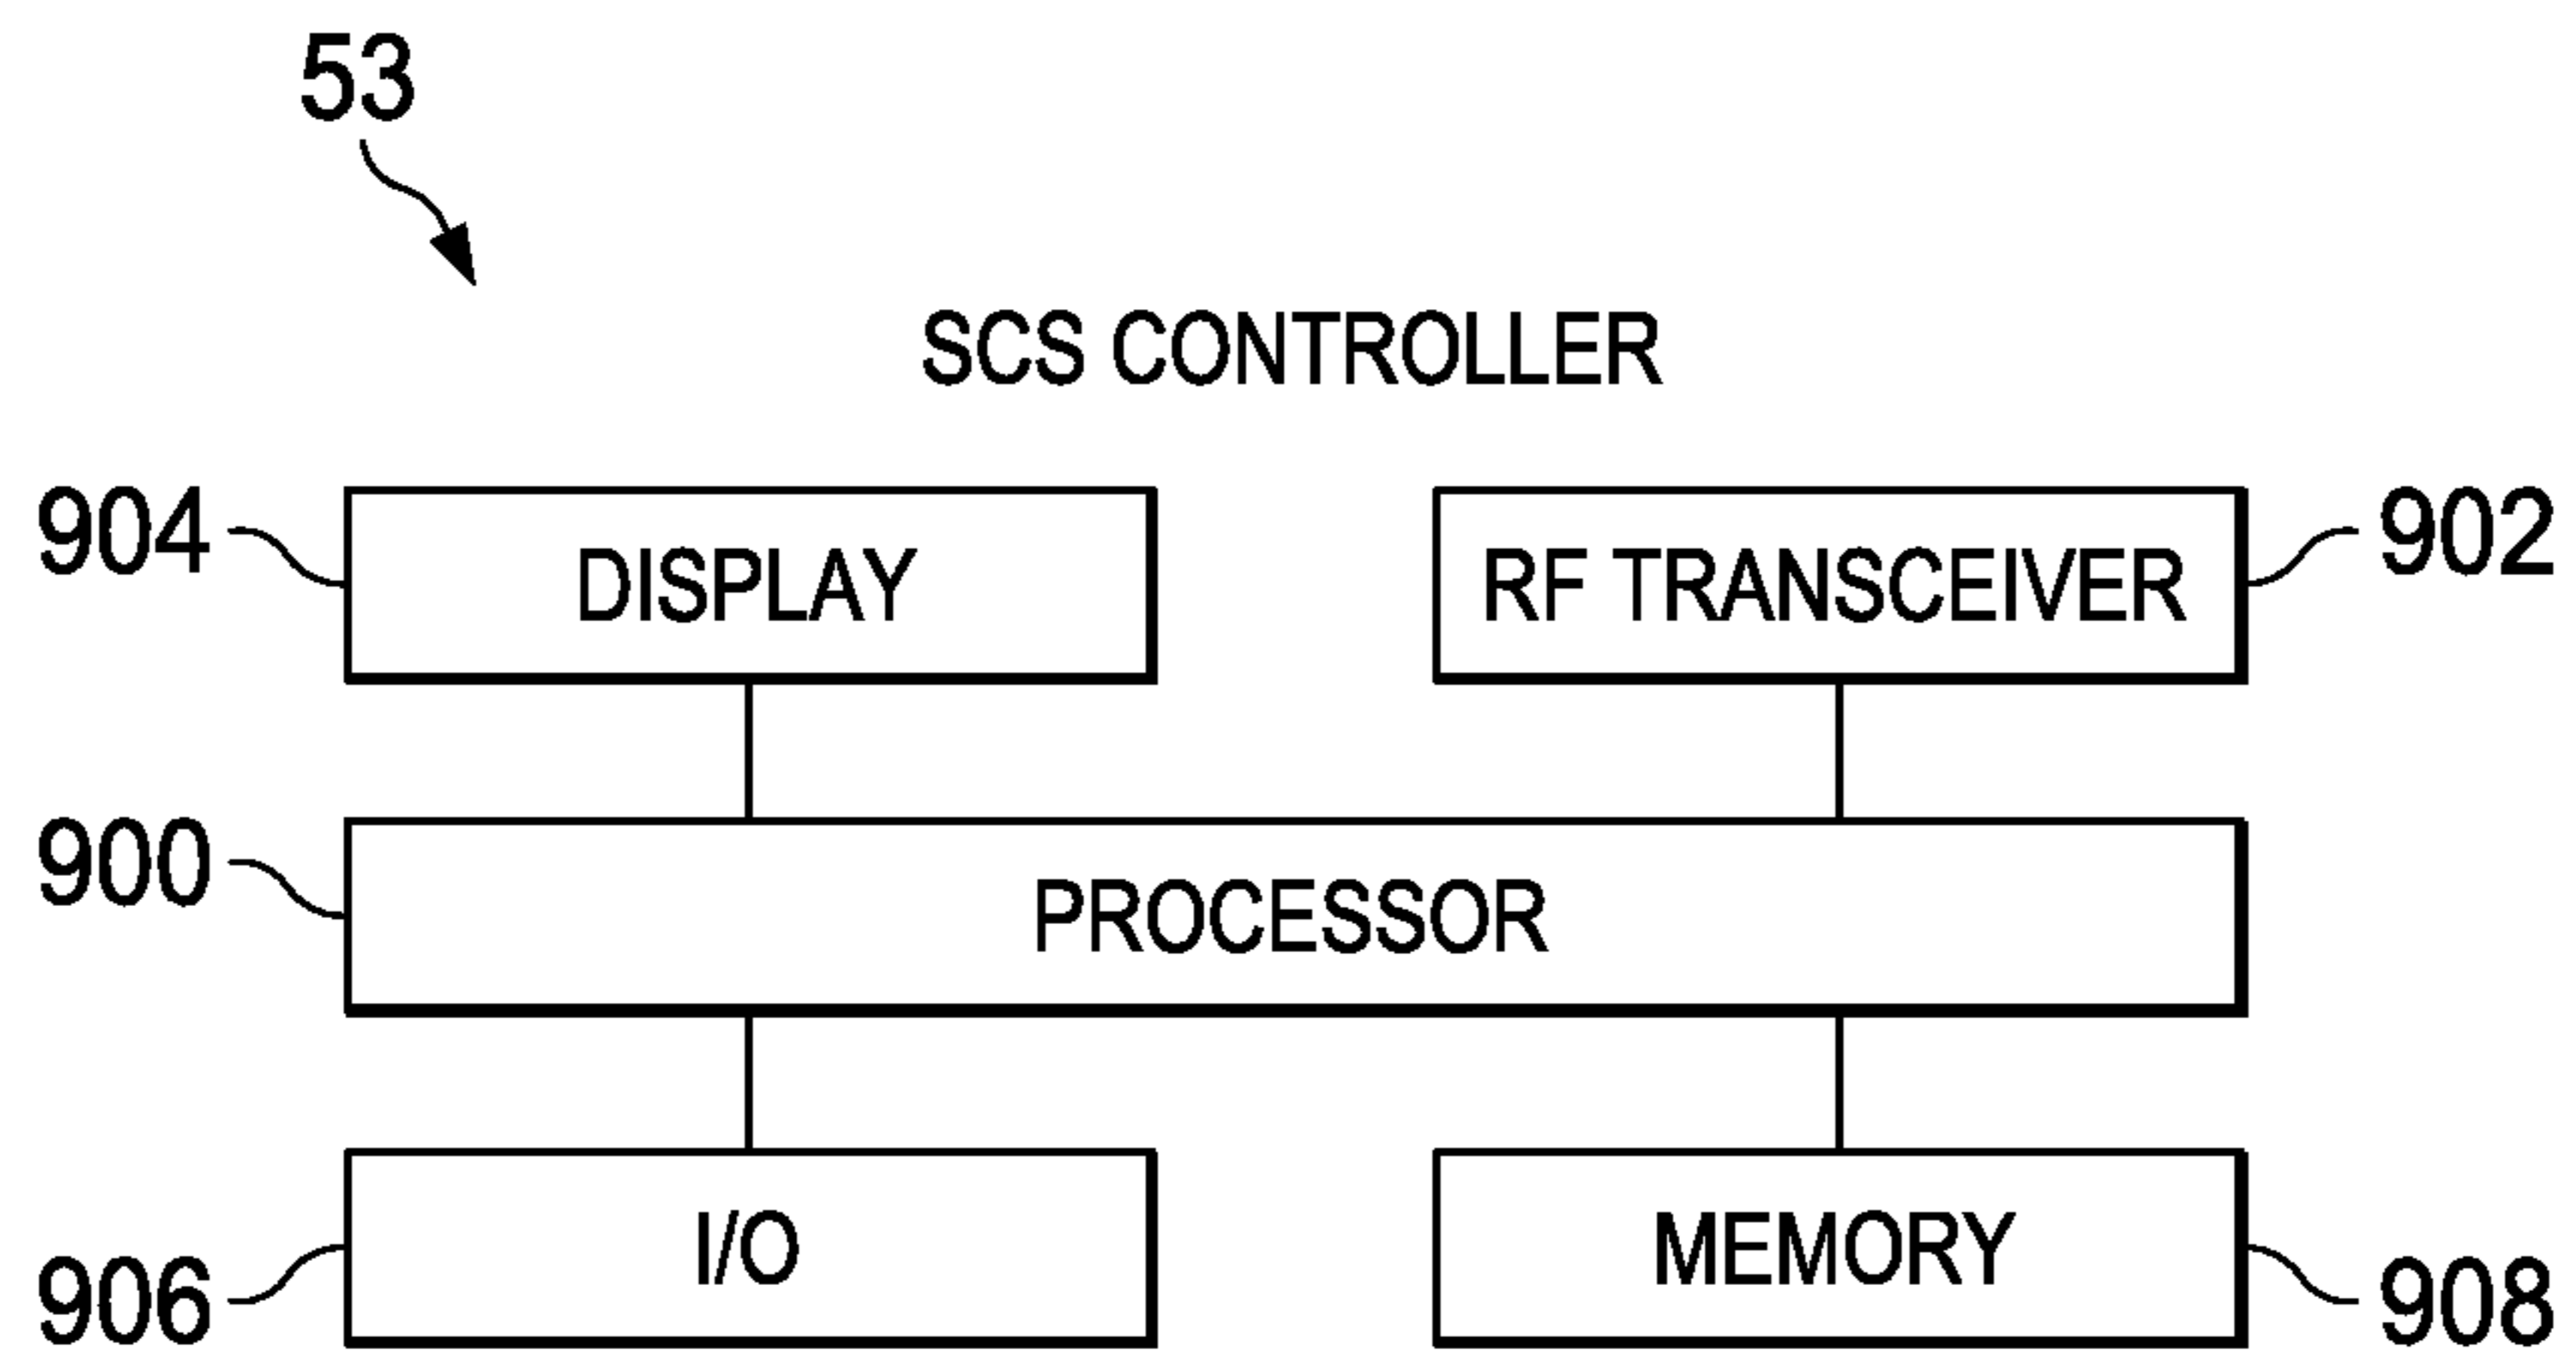 53
SCS CONTROLLER
904 DISPLAY RF TRANSCEIVER 902
900 PROCESSOR
906 I/O MEMORY 908